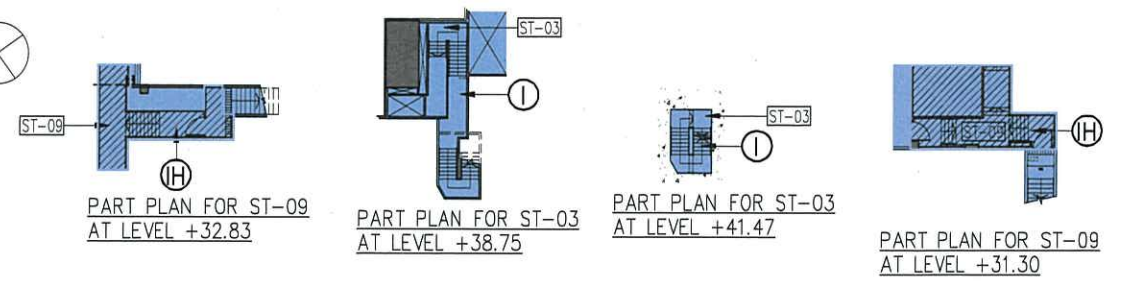 ST-09
IH
PART PLAN FOR ST-09
AT LEVEL +32.83
ST-03
I
PART PLAN FOR ST-03
AT LEVEL +38.75
ST-03
I
PART PLAN FOR ST-03
AT LEVEL +41.47
ST-09
IH
PART PLAN FOR ST-09
AT LEVEL +31.30